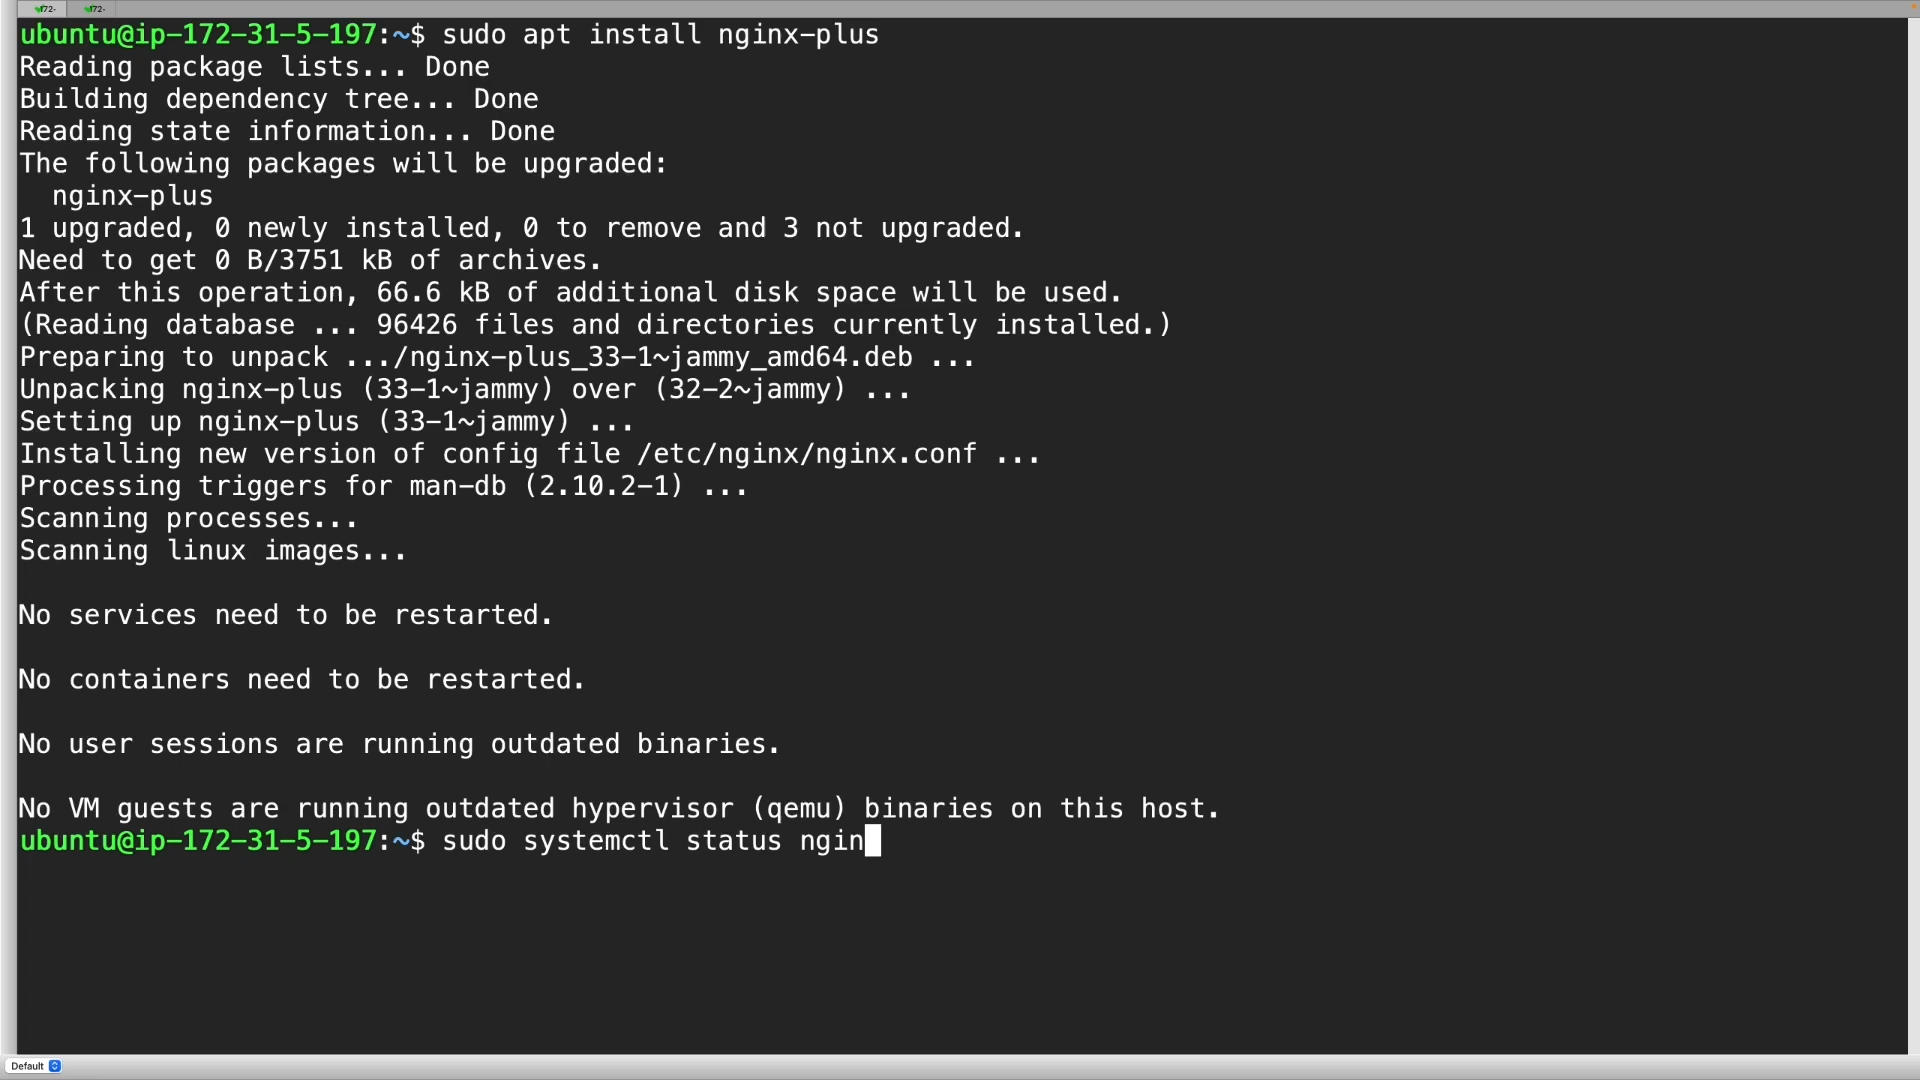 172-
172-
ubuntu@ip-172-31-5-197:~$ sudo apt install nginx-plus
Reading package lists... Done
Building dependency tree... Done
Reading state information... Done
The following packages will be upgraded:
  nginx-plus
1 upgraded, 0 newly installed, 0 to remove and 3 not upgraded.
Need to get 0 B/3751 kB of archives.
After this operation, 66.6 kB of additional disk space will be used.
(Reading database ... 96426 files and directories currently installed.)
Preparing to unpack .../nginx-plus_33-1~jammy_amd64.deb ...
Unpacking nginx-plus (33-1~jammy) over (32-2~jammy) ...
Setting up nginx-plus (33-1~jammy) ...
Installing new version of config file /etc/nginx/nginx.conf ...
Processing triggers for man-db (2.10.2-1) ...
Scanning processes...
Scanning linux images...
No services need to be restarted.
No containers need to be restarted.
No user sessions are running outdated binaries.
No VM guests are running outdated hypervisor (qemu) binaries on this host.
ubuntu@ip-172-31-5-197:~$ sudo systemctl status ngin
Default